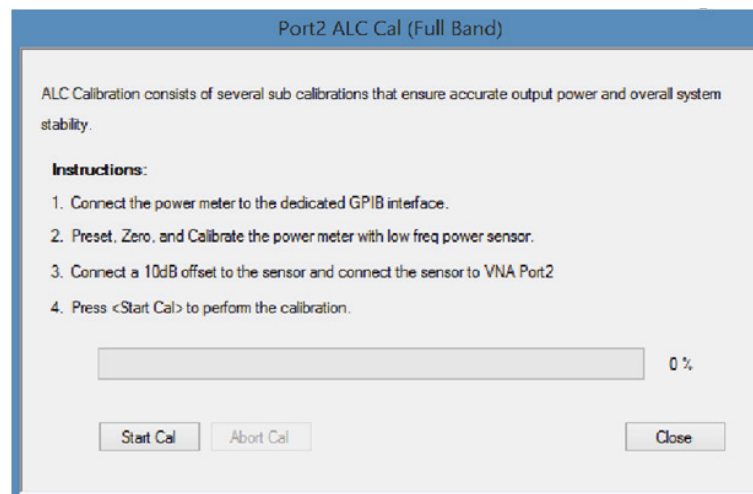 Port2 ALC Cal (Full Band)
ALC Calibration consists of several sub calibrations that ensure accurate output power and overall system
stability.
Instructions:
1. Connect the power meter to the dedicated GPIB interface.
2. Preset, Zero, and Calibrate the power meter with low freq power sensor.
3. Connect a 10dB offset to the sensor and connect the sensor to VNA Port2
4. Press <Start Cal> to perform the calibration.
0 %
Start Cal Abort Cal Close